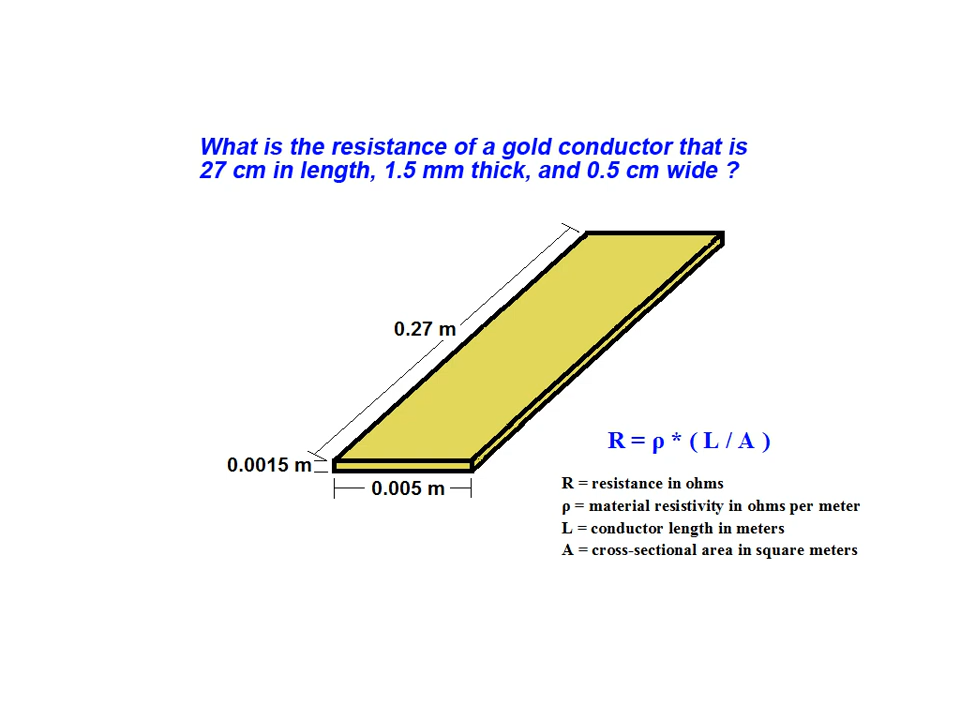 What is the resistance of a gold conductor that is
27 cm in length, 1.5 mm thick, and 0.5 cm wide ?
0.27 m
R = ρ * ( L / A )
0.0015 m
0.005 m
R = resistance in ohms
ρ = material resistivity in ohms per meter
L = conductor length in meters
A = cross-sectional area in square meters